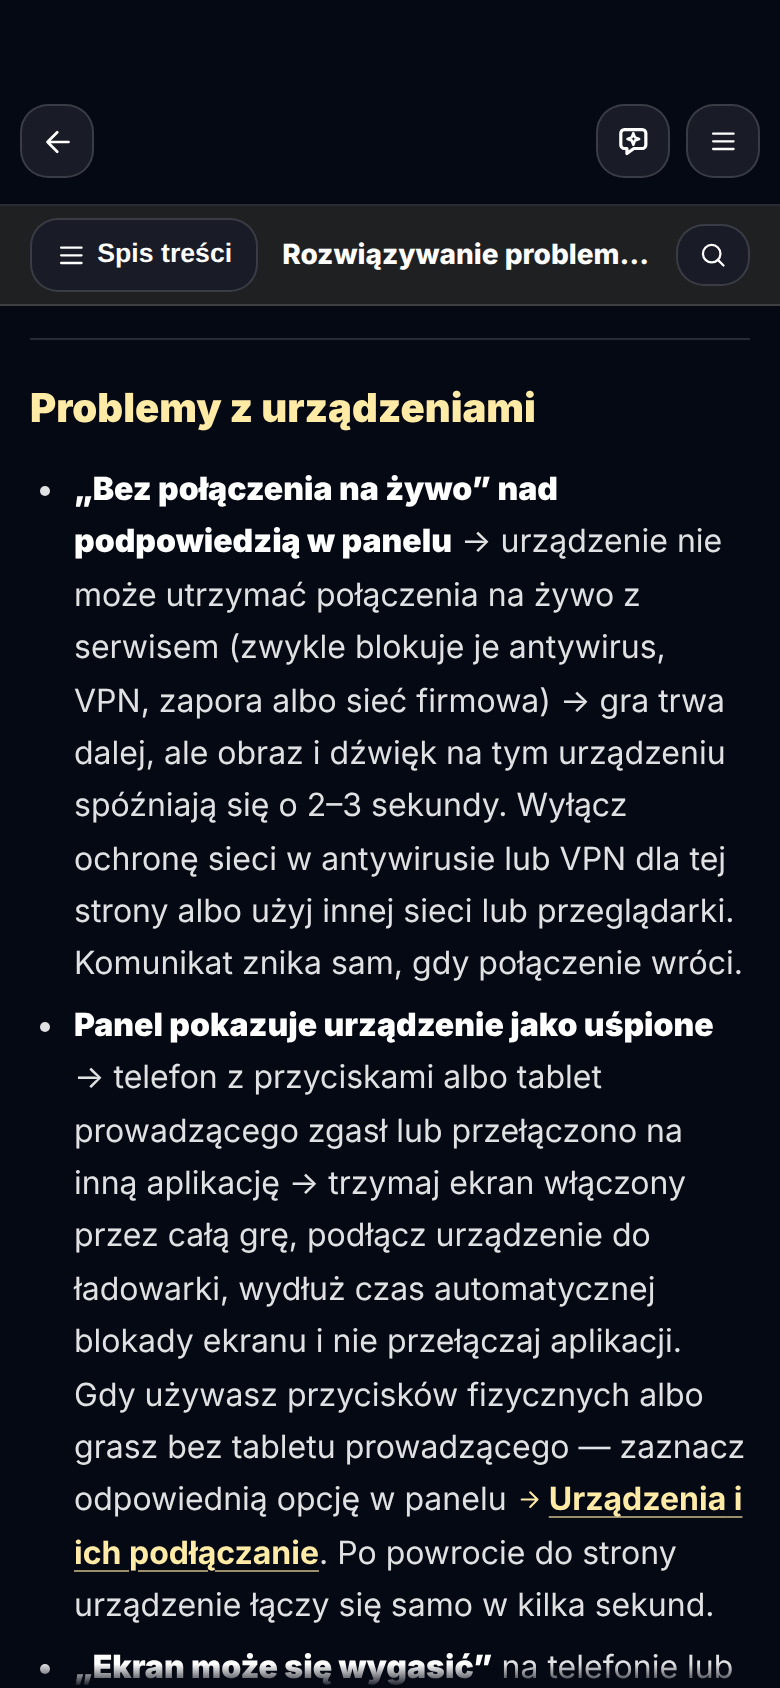 Spis treści
Rozwiązywanie problem...
Problemy z urządzeniami
• „Bez połączenia na żywo” nad
podpowiedzią w panelu → urządzenie nie
może utrzymać połączenia na żywo z
serwisem (zwykle blokuje je antywirus,
VPN, zapora albo sieć firmowa) → gra trwa
dalej, ale obraz i dźwięk na tym urządzeniu
spóźniają się o 2–3 sekundy. Wyłącz
ochronę sieci w antywirusie lub VPN dla tej
strony albo użyj innej sieci lub przeglądarki.
Komunikat znika sam, gdy połączenie wróci.
• Panel pokazuje urządzenie jako uśpione
→ telefon z przyciskami albo tablet
prowadzącego zgasł lub przełączono na
inną aplikację → trzymaj ekran włączony
przez całą grę, podłącz urządzenie do
ładowarki, wydłuż czas automatycznej
blokady ekranu i nie przełączaj aplikacji.
Gdy używasz przycisków fizycznych albo
grasz bez tabletu prowadzącego — zaznacz
odpowiednią opcję w panelu → Urządzenia i
ich podłączanie. Po powrocie do strony
urządzenie łączy się samo w kilka sekund.
• „Ekran może się wygasić” na telefonie lub